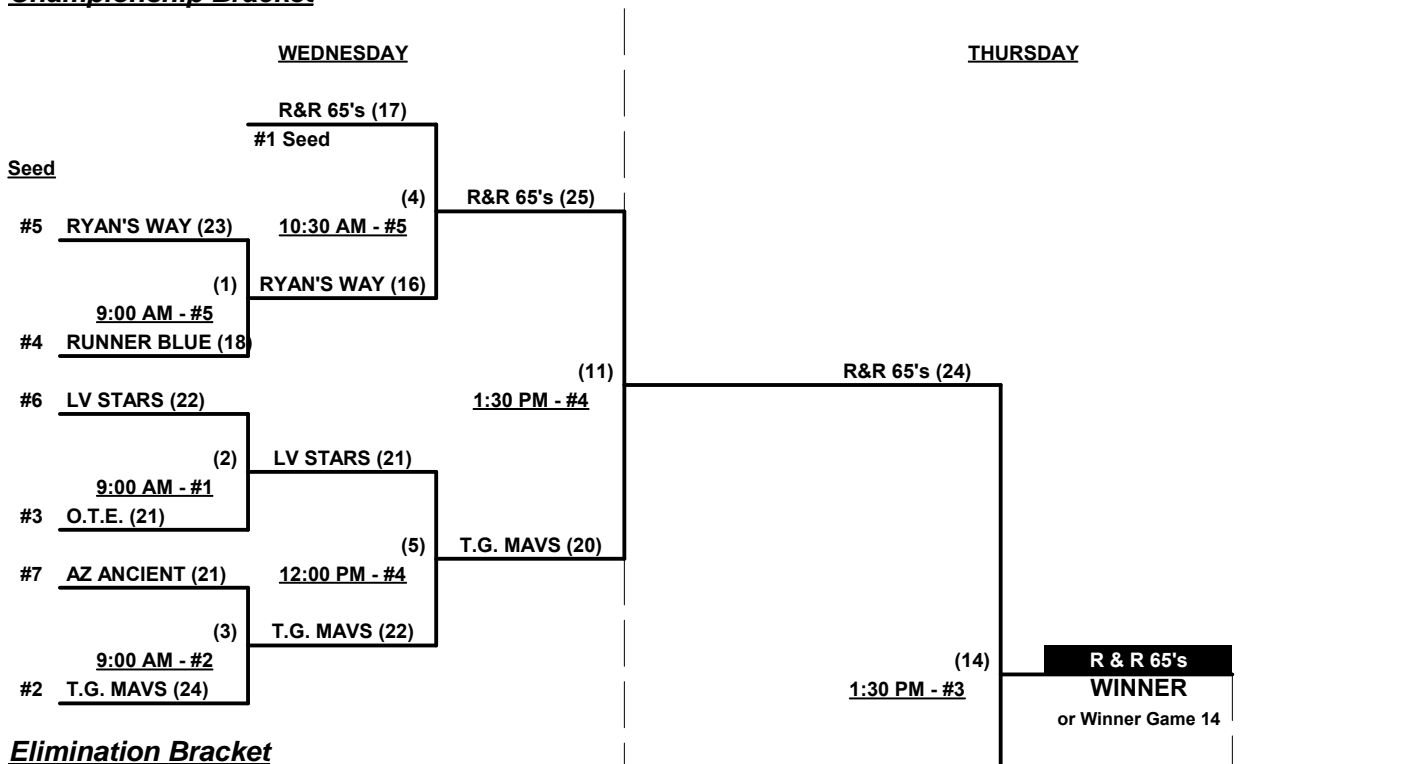 Championship Bracket
WEDNESDAY
THURSDAY
R&R 65's (17)
#1 Seed
Seed
(4)
R&R 65's (25)
#5 RYAN'S WAY (23)
10:30 AM - #5
(1)
RYAN'S WAY (16)
9:00 AM - #5
#4 RUNNER BLUE (18)
(11)
R&R 65's (24)
#6 LV STARS (22)
1:30 PM - #4
(2)
LV STARS (21)
9:00 AM - #1
#3 O.T.E. (21)
(5)
T.G. MAVS (20)
#7 AZ ANCIENT (21)
12:00 PM - #4
(3)
T.G. MAVS (22)
(14)
R & R 65's
9:00 AM - #2
#2 T.G. MAVS (24)
1:30 PM - #3
WINNER
or Winner Game 14
Elimination Bracket